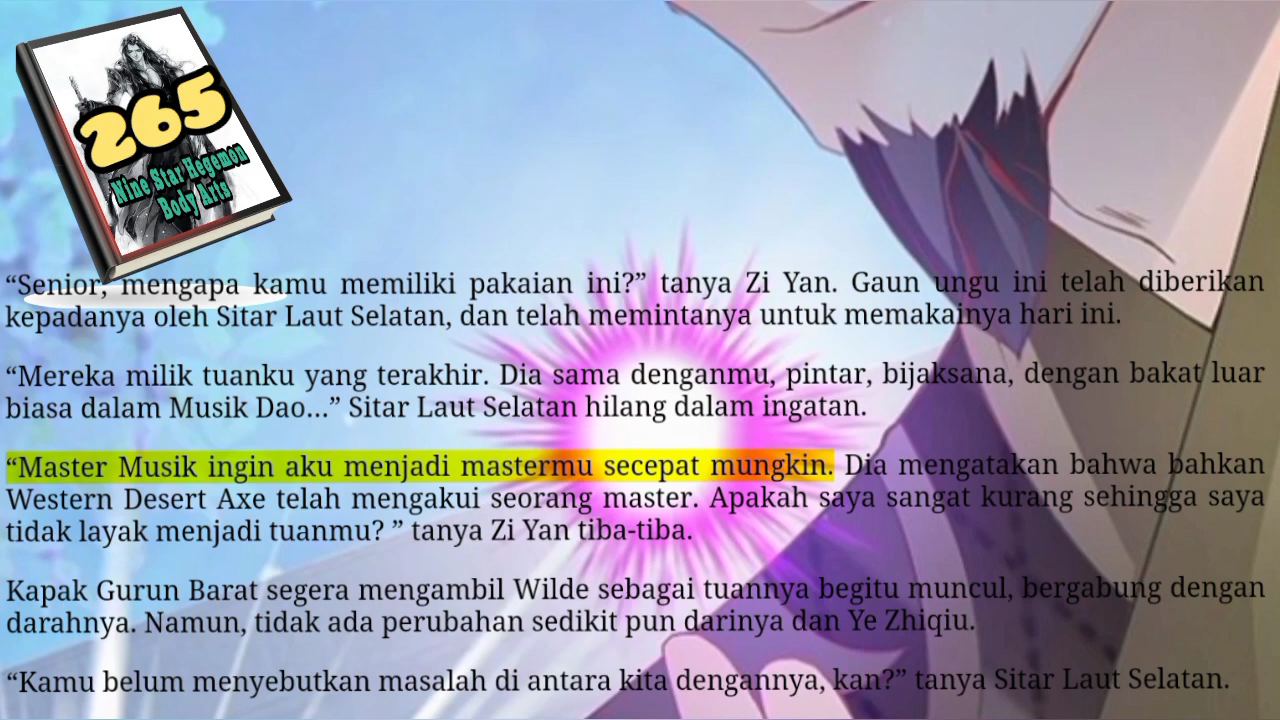 265
Nine Star Hegemon
Body Arts
“Senior, mengapa kamu memiliki pakaian ini?” tanya Zi Yan. Gaun ungu ini telah diberikan
kepadanya oleh Sitar Laut Selatan, dan telah memintanya untuk memakainya hari ini.
“Mereka milik tuanku yang terakhir. Dia sama denganmu, pintar, bijaksana, dengan bakat luar
biasa dalam Musik Dao…” Sitar Laut Selatan hilang dalam ingatan.
“Master Musik ingin aku menjadi mastermu secepat mungkin. Dia mengatakan bahwa bahkan
Western Desert Axe telah mengakui seorang master. Apakah saya sangat kurang sehingga saya
tidak layak menjadi tuanmu? ” tanya Zi Yan tiba-tiba.
Kapak Gurun Barat segera mengambil Wilde sebagai tuannya begitu muncul, bergabung dengan
darahnya. Namun, tidak ada perubahan sedikit pun darinya dan Ye Zhiqiu.
“Kamu belum menyebutkan masalah di antara kita dengannya, kan?” tanya Sitar Laut Selatan.